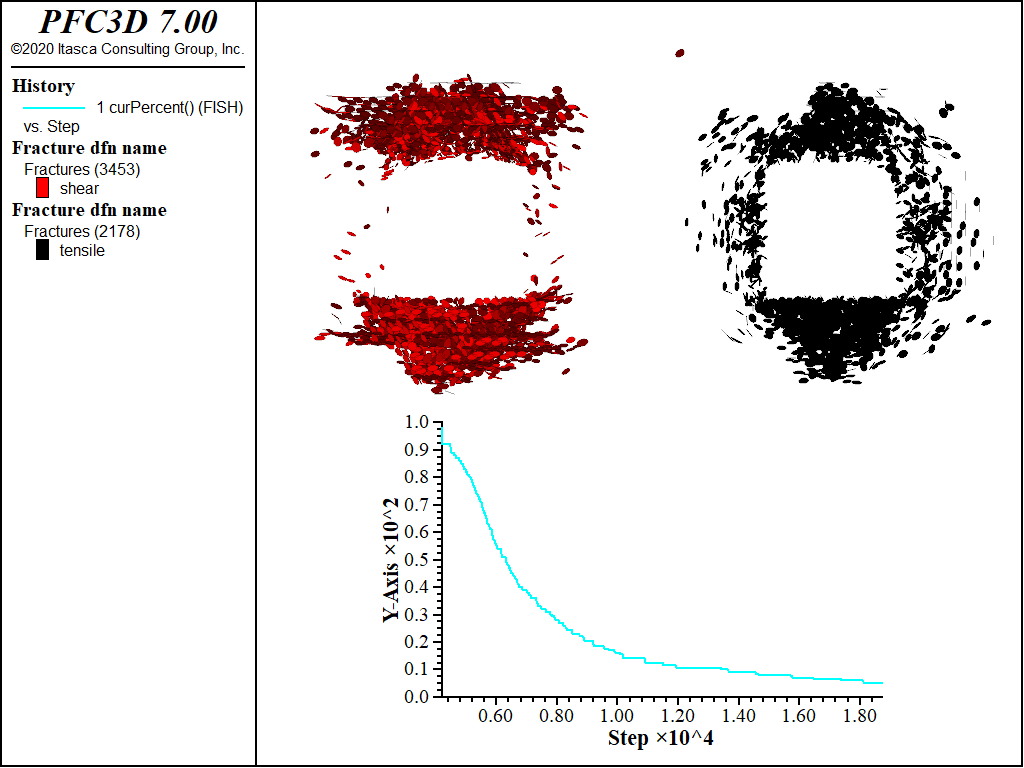 PFC3D 7.00
©2020 Itasca Consulting Group, Inc.
History
1 curPercent() (FISH)
vs. Step
Fracture dfn name
Fractures (3453)
shear
Fracture dfn name
Fractures (2178)
tensile
1.0
0.9
0.8
0.7
0.6
0.5
0.4
0.3
0.2
0.1
0.0
Y-Axis ×10^2
0.60 0.80 1.00 1.20 1.40 1.60 1.80
Step ×10^4